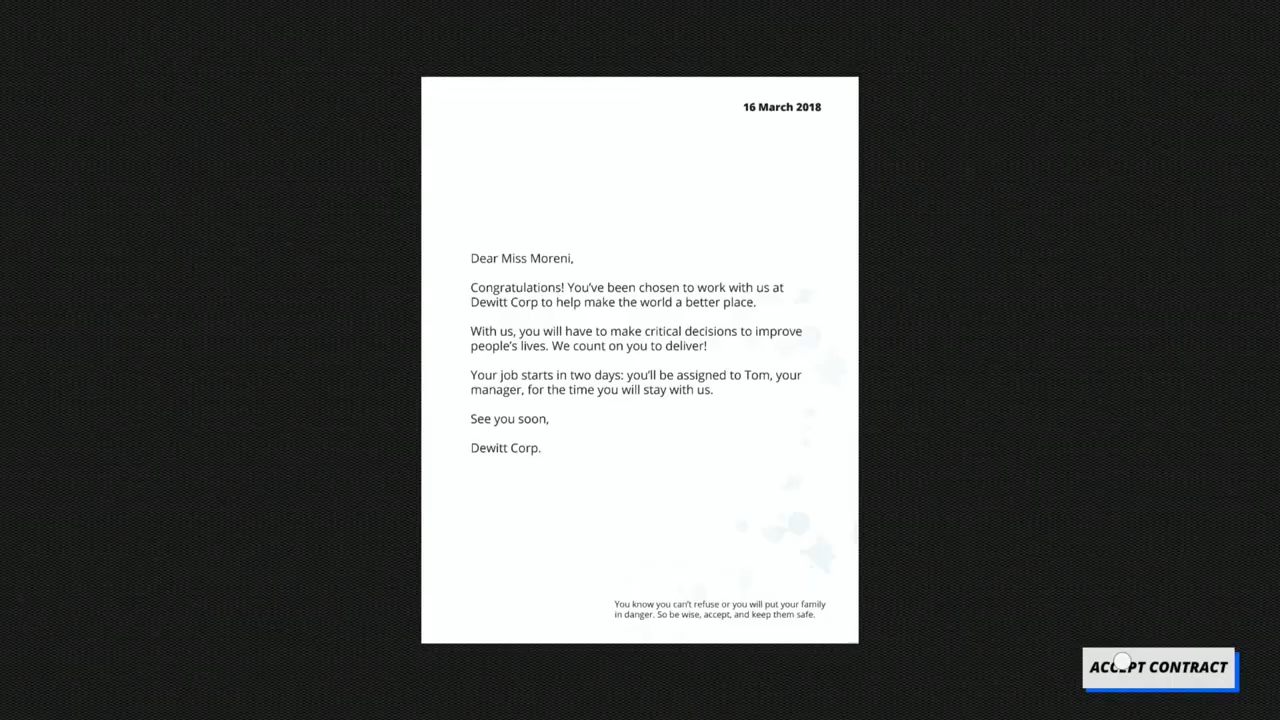 16 March 2018
Dear Miss Moreni,
Congratulations! You've been chosen to work with us at
Dewitt Corp to help make the world a better place.
With us, you will have to make critical decisions to improve
people's lives. We count on you to deliver!
Your job starts in two days: you'll be assigned to Tom, your
manager, for the time you will stay with us.
See you soon,
Dewitt Corp.
You know you can't refuse or you will put your family
in danger. So be wise, accept, and keep them safe.
ACCEPT CONTRACT